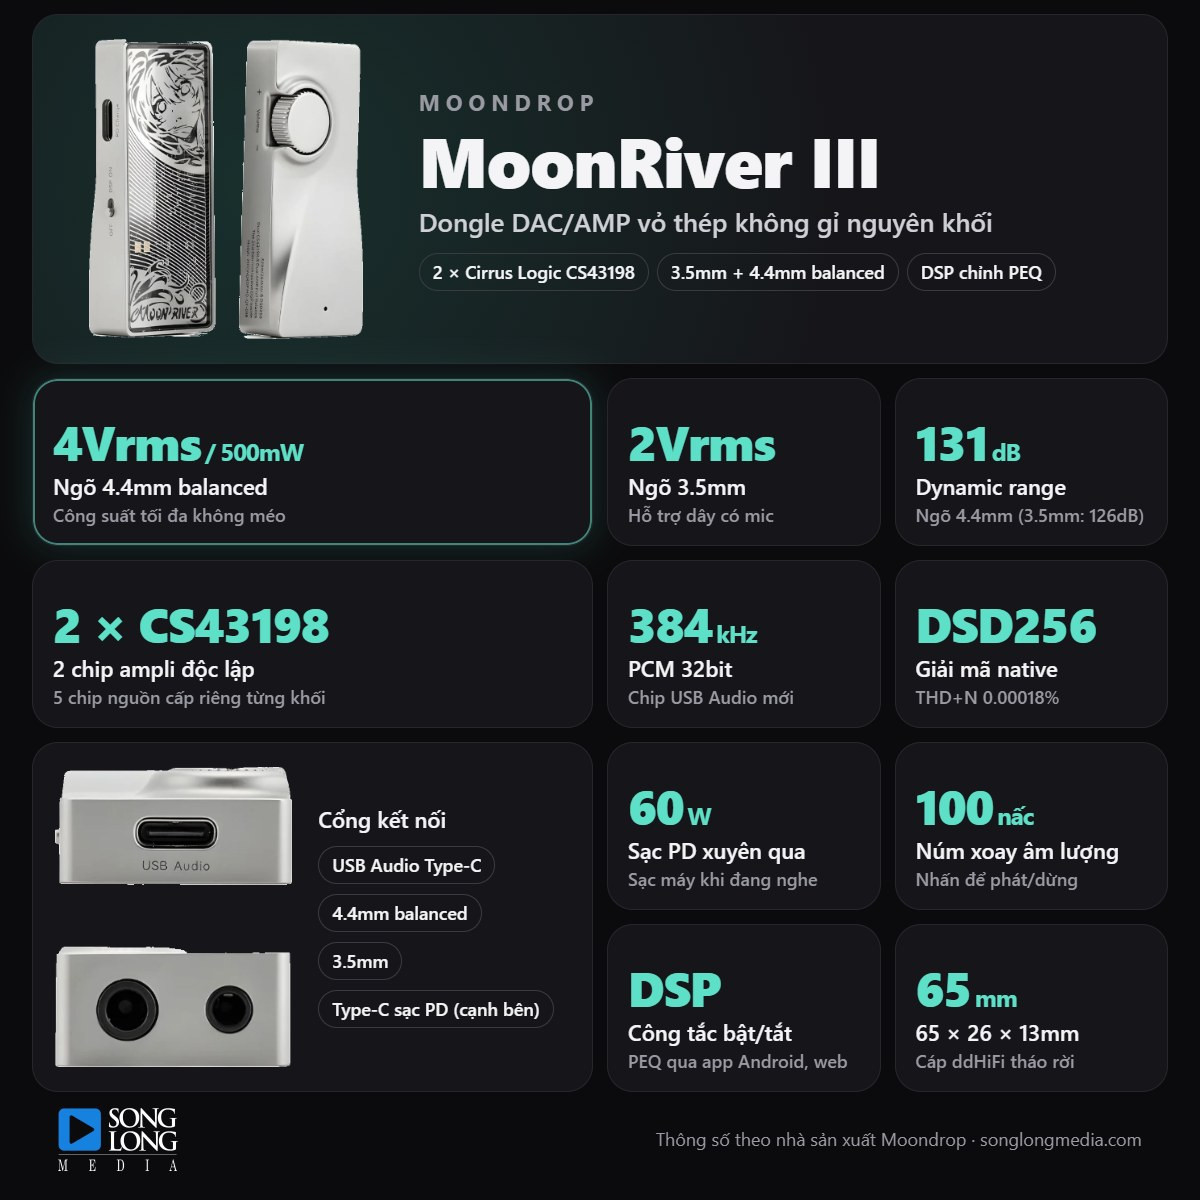 MOONDROP
MoonRiver III
Dongle DAC/AMP vỏ thép không gỉ nguyên khối
2 × Cirrus Logic CS43198
3.5mm + 4.4mm balanced
DSP chỉnh PEQ
MOON RIVER
4Vrms / 500mW
Ngõ 4.4mm balanced
Công suất tối đa không méo
2Vrms
Ngõ 3.5mm
Hỗ trợ dây có mic
131 dB
Dynamic range
Ngõ 4.4mm (3.5mm: 126dB)
2 × CS43198
2 chip ampli độc lập
5 chip nguồn cấp riêng từng khối
384 kHz
PCM 32bit
Chip USB Audio mới
DSD256
Giải mã native
THD+N 0.00018%
USB Audio
Cổng kết nối
USB Audio Type-C
4.4mm balanced
3.5mm
Type-C sạc PD (cạnh bên)
60 W
Sạc PD xuyên qua
Sạc máy khi đang nghe
100 nấc
Núm xoay âm lượng
Nhấn để phát/dừng
DSP
Công tắc bật/tắt
PEQ qua app Android, web
65 mm
65 × 26 × 13mm
Cáp ddHiFi tháo rời
SONG
LONG
MEDIA
Thông số theo nhà sản xuất Moondrop · songlongmedia.com